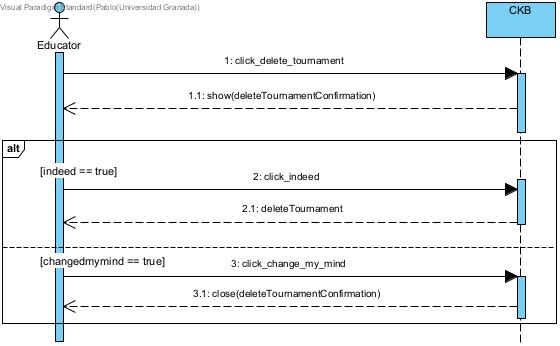 Visual Paradigm Standard(Pablo(Universidad Granada))
CKB
Educator
1: click_delete_tournament
1.1: show(deleteTournamentConfirmation)
alt
[indeed == true]
2: click_indeed
2.1: deleteTournament
[changedmymind == true]
3: click_change_my_mind
3.1: close(deleteTournamentConfirmation)